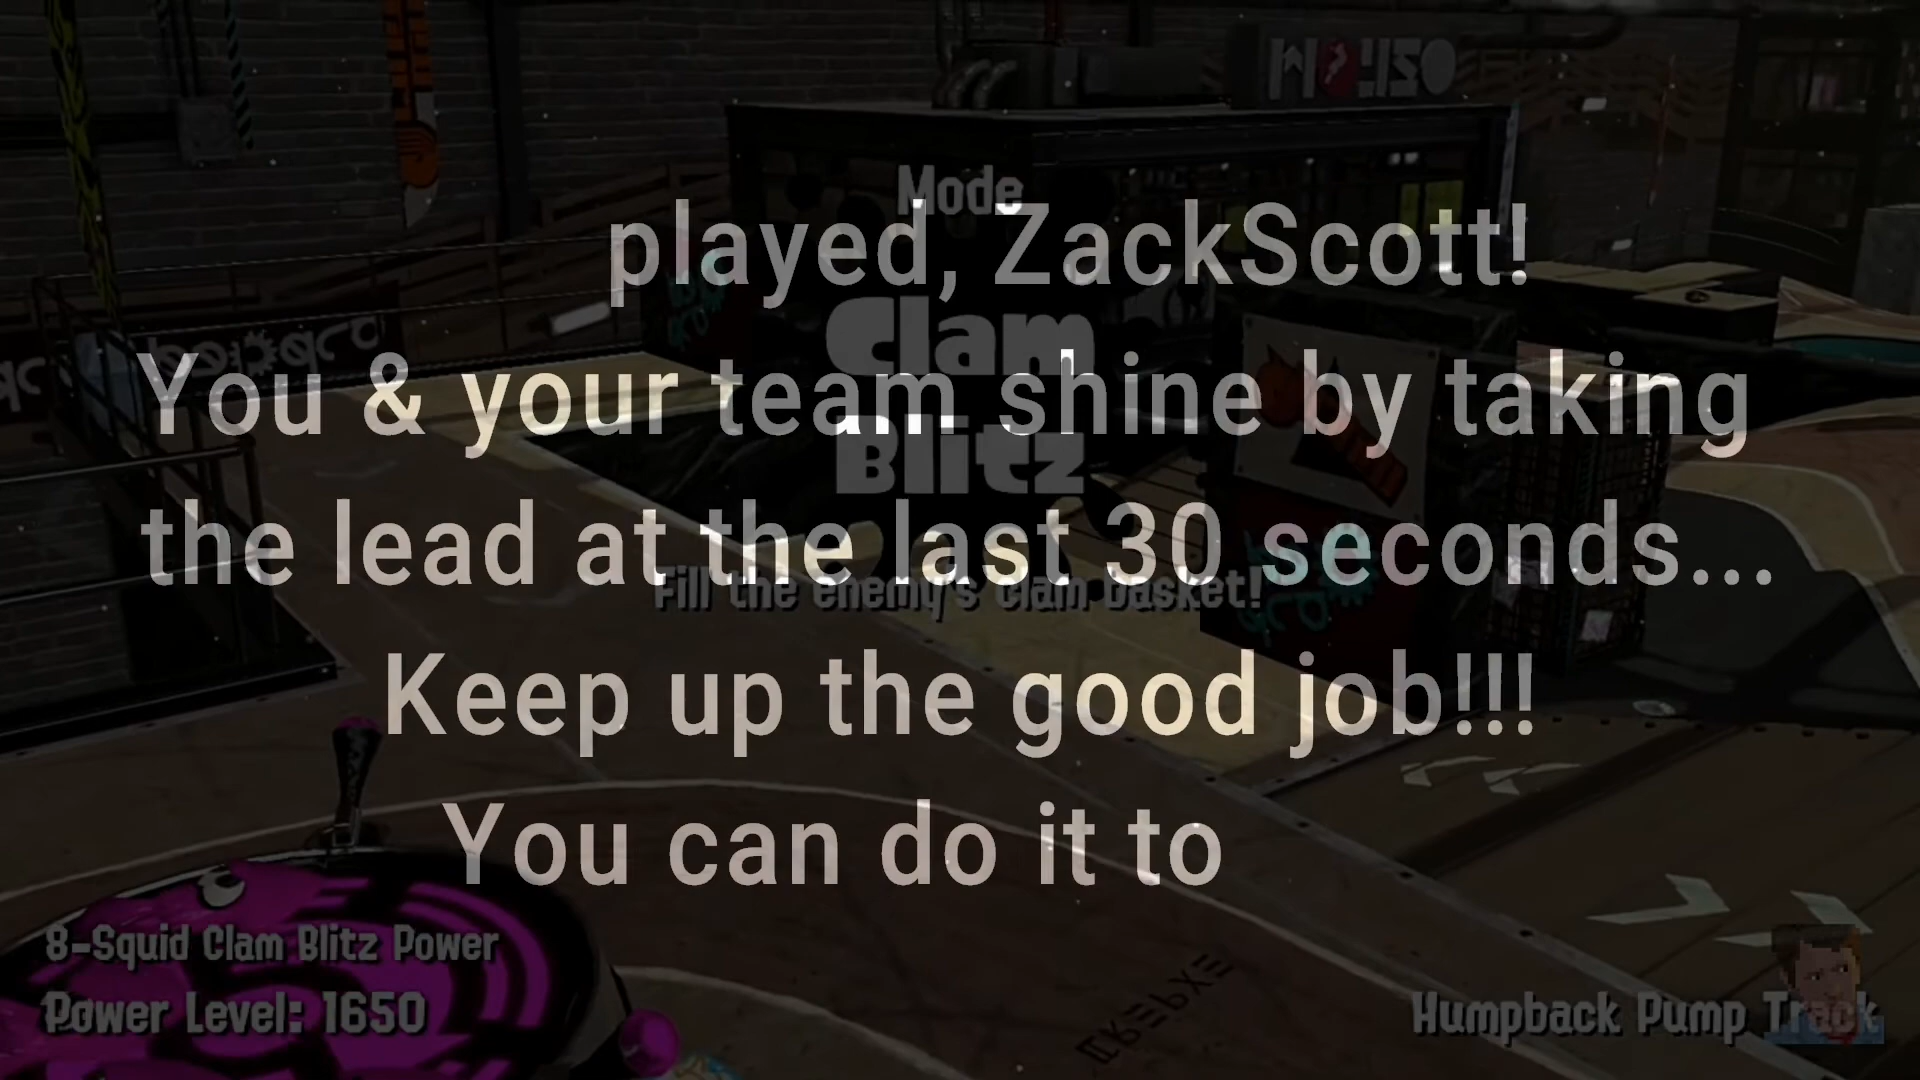 Mode
played, ZackScott!
Clam
Blitz
You & your team shine by taking
the lead at the last 30 seconds...
Fill the enemy's clam basket!
Keep up the good job!!!
You can do it to
8-Squid Clam Blitz Power
Power Level: 1650
Humpback Pump Track